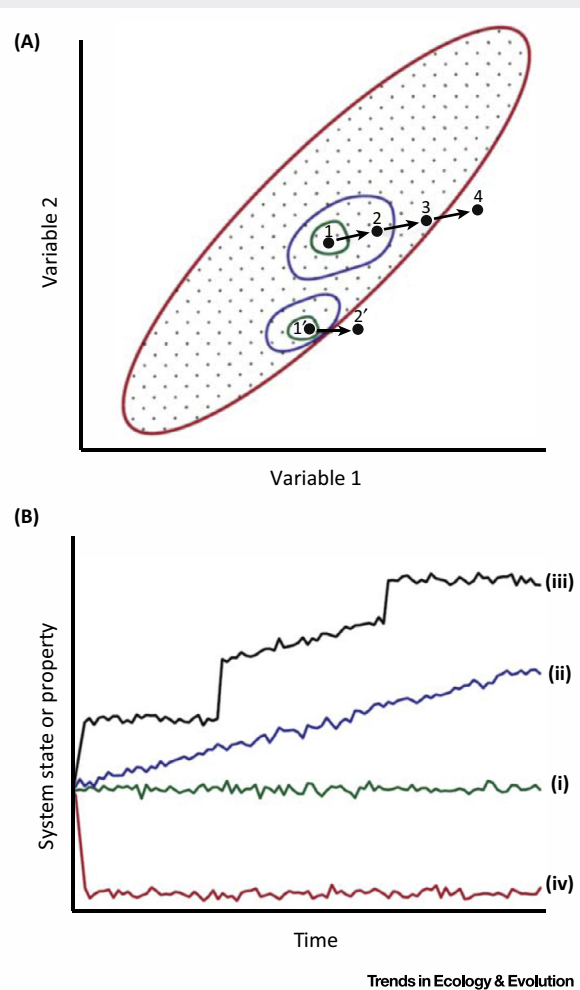 (A)
Variable 2
1
2
3
4
1′
2′
Variable 1
(B)
System state or property
(iii)
(ii)
(i)
(iv)
Time
Trends in Ecology & Evolution